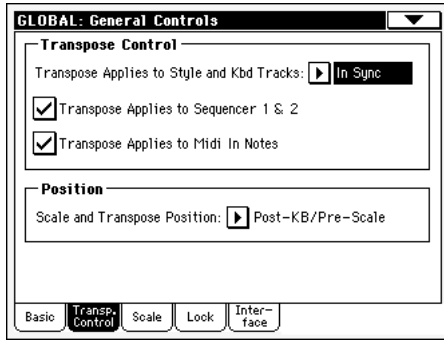 GLOBAL: General Controls
Transpose Control
Transpose Applies to Style and Kbd Tracks: In Sync
Transpose Applies to Sequencer 1 & 2
Transpose Applies to Midi In Notes
Position
Scale and Transpose Position: Post-KB/Pre-Scale
Basic
Transp.
Control
Scale
Lock
Inter-
face